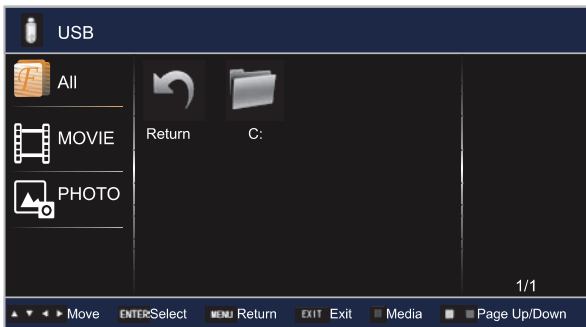 USB
All
MOVIE
PHOTO
Return
C:
1/1
Move ENTER:Select MENU Return EXIT Exit Media Page Up/Down